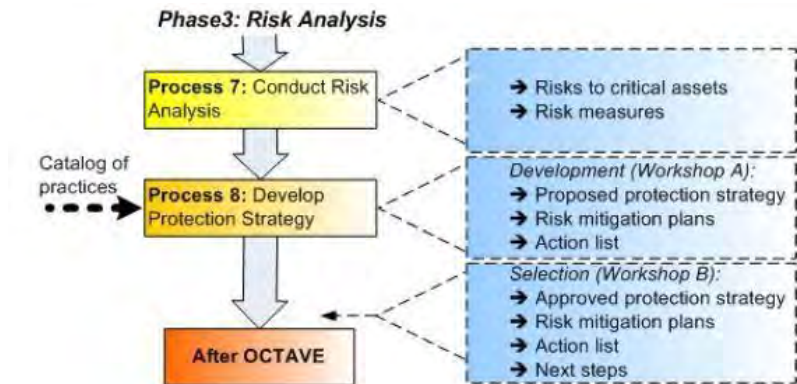 Phase3: Risk Analysis
Process 7: Conduct Risk
Analysis
→ Risks to critical assets
→ Risk measures
Catalog of
practices
Process 8: Develop
Protection Strategy
Development (Workshop A):
→ Proposed protection strategy
→ Risk mitigation plans
→ Action list
Selection (Workshop B):
→ Approved protection strategy
→ Risk mitigation plans
→ Action list
→ Next steps
After OCTAVE